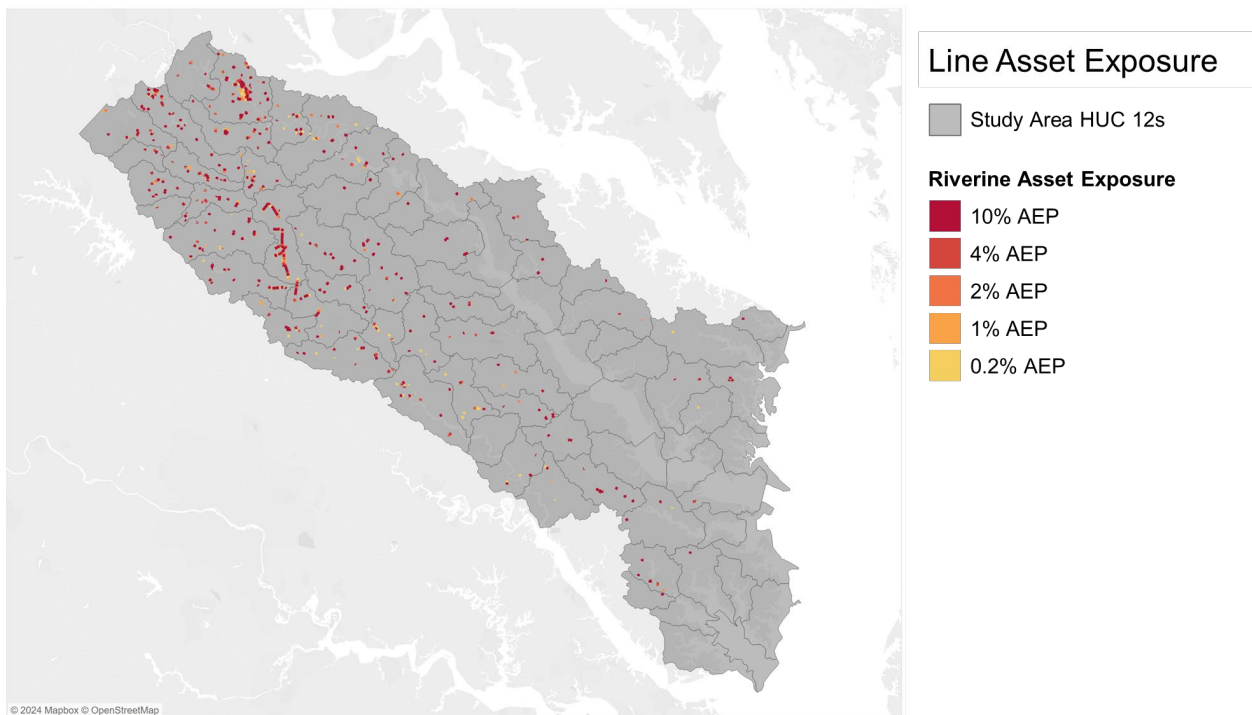 Line Asset Exposure
Study Area HUC 12s
Riverine Asset Exposure
10% AEP
4% AEP
2% AEP
1% AEP
0.2% AEP
© 2024 Mapbox © OpenStreetMap